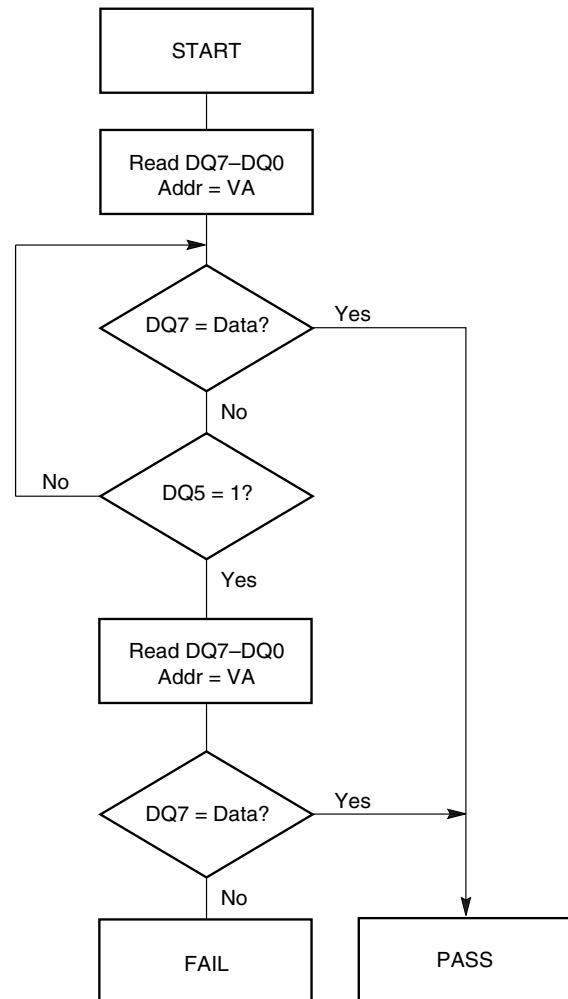 START
Read DQ7–DQ0
Addr = VA
DQ7 = Data?
Yes
No
No
DQ5 = 1?
Yes
Read DQ7–DQ0
Addr = VA
DQ7 = Data?
Yes
No
FAIL
PASS